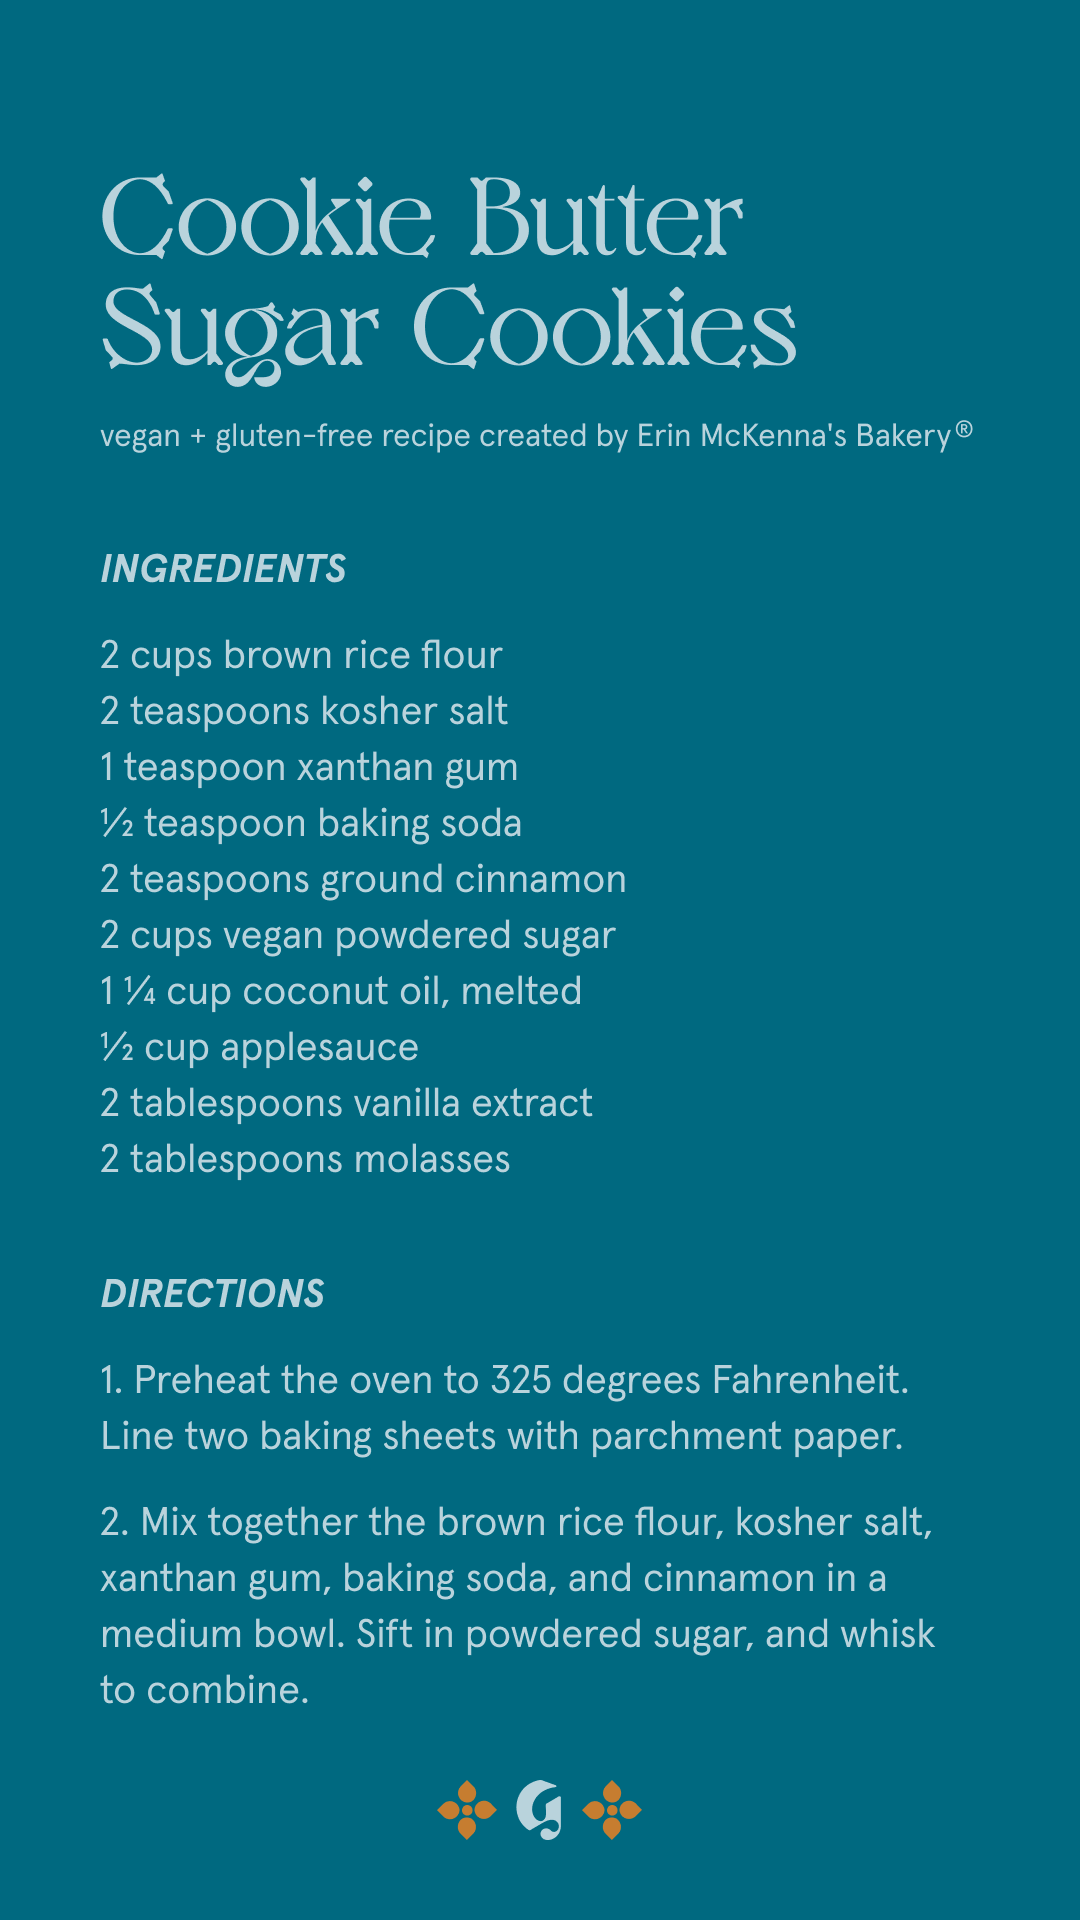 Cookie Butter
Sugar Cookies
vegan + gluten-free recipe created by Erin McKenna's Bakery®
INGREDIENTS
2 cups brown rice flour
2 teaspoons kosher salt
1 teaspoon xanthan gum
½ teaspoon baking soda
2 teaspoons ground cinnamon
2 cups vegan powdered sugar
1 ¼ cup coconut oil, melted
½ cup applesauce
2 tablespoons vanilla extract
2 tablespoons molasses
DIRECTIONS
1. Preheat the oven to 325 degrees Fahrenheit.
Line two baking sheets with parchment paper.
2. Mix together the brown rice flour, kosher salt,
xanthan gum, baking soda, and cinnamon in a
medium bowl. Sift in powdered sugar, and whisk
to combine.
G